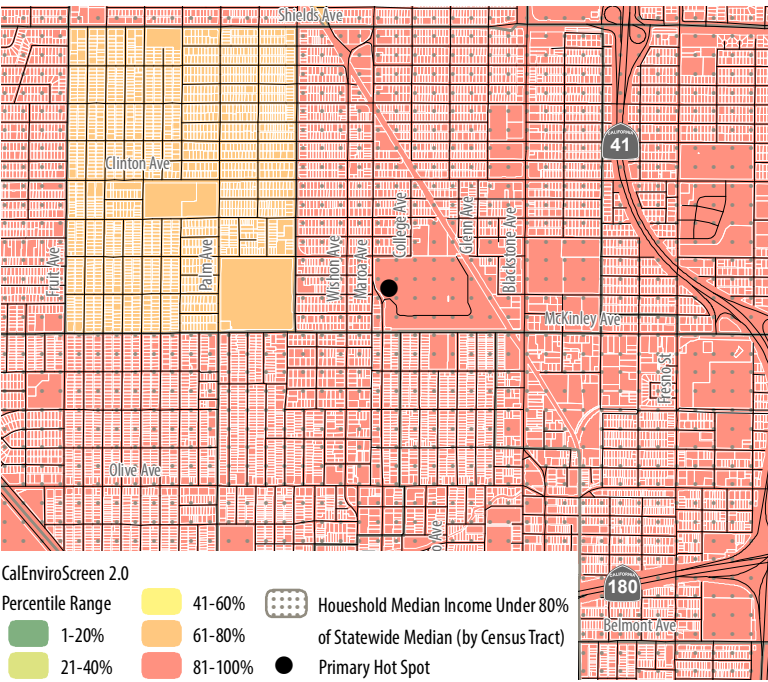 Shields Ave
CALIFORNIA
41
Clinton Ave
College Ave
Glenn Ave
Blackstone Ave
Fruit Ave
Palm Ave
Wishon Ave
Maroa Ave
McKinley Ave
Fresno St
Olive Ave
o Ave
CALIFORNIA
180
Belmont Ave
CalEnviroScreen 2.0
Percentile Range
1-20%
21-40%
41-60%
61-80%
81-100%
Houeshold Median Income Under 80%
of Statewide Median (by Census Tract)
Primary Hot Spot